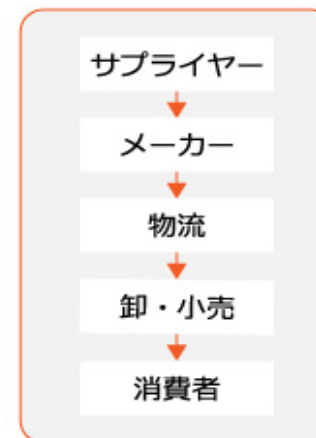 サプライヤー
メーカー
物流
卸・小売
消費者